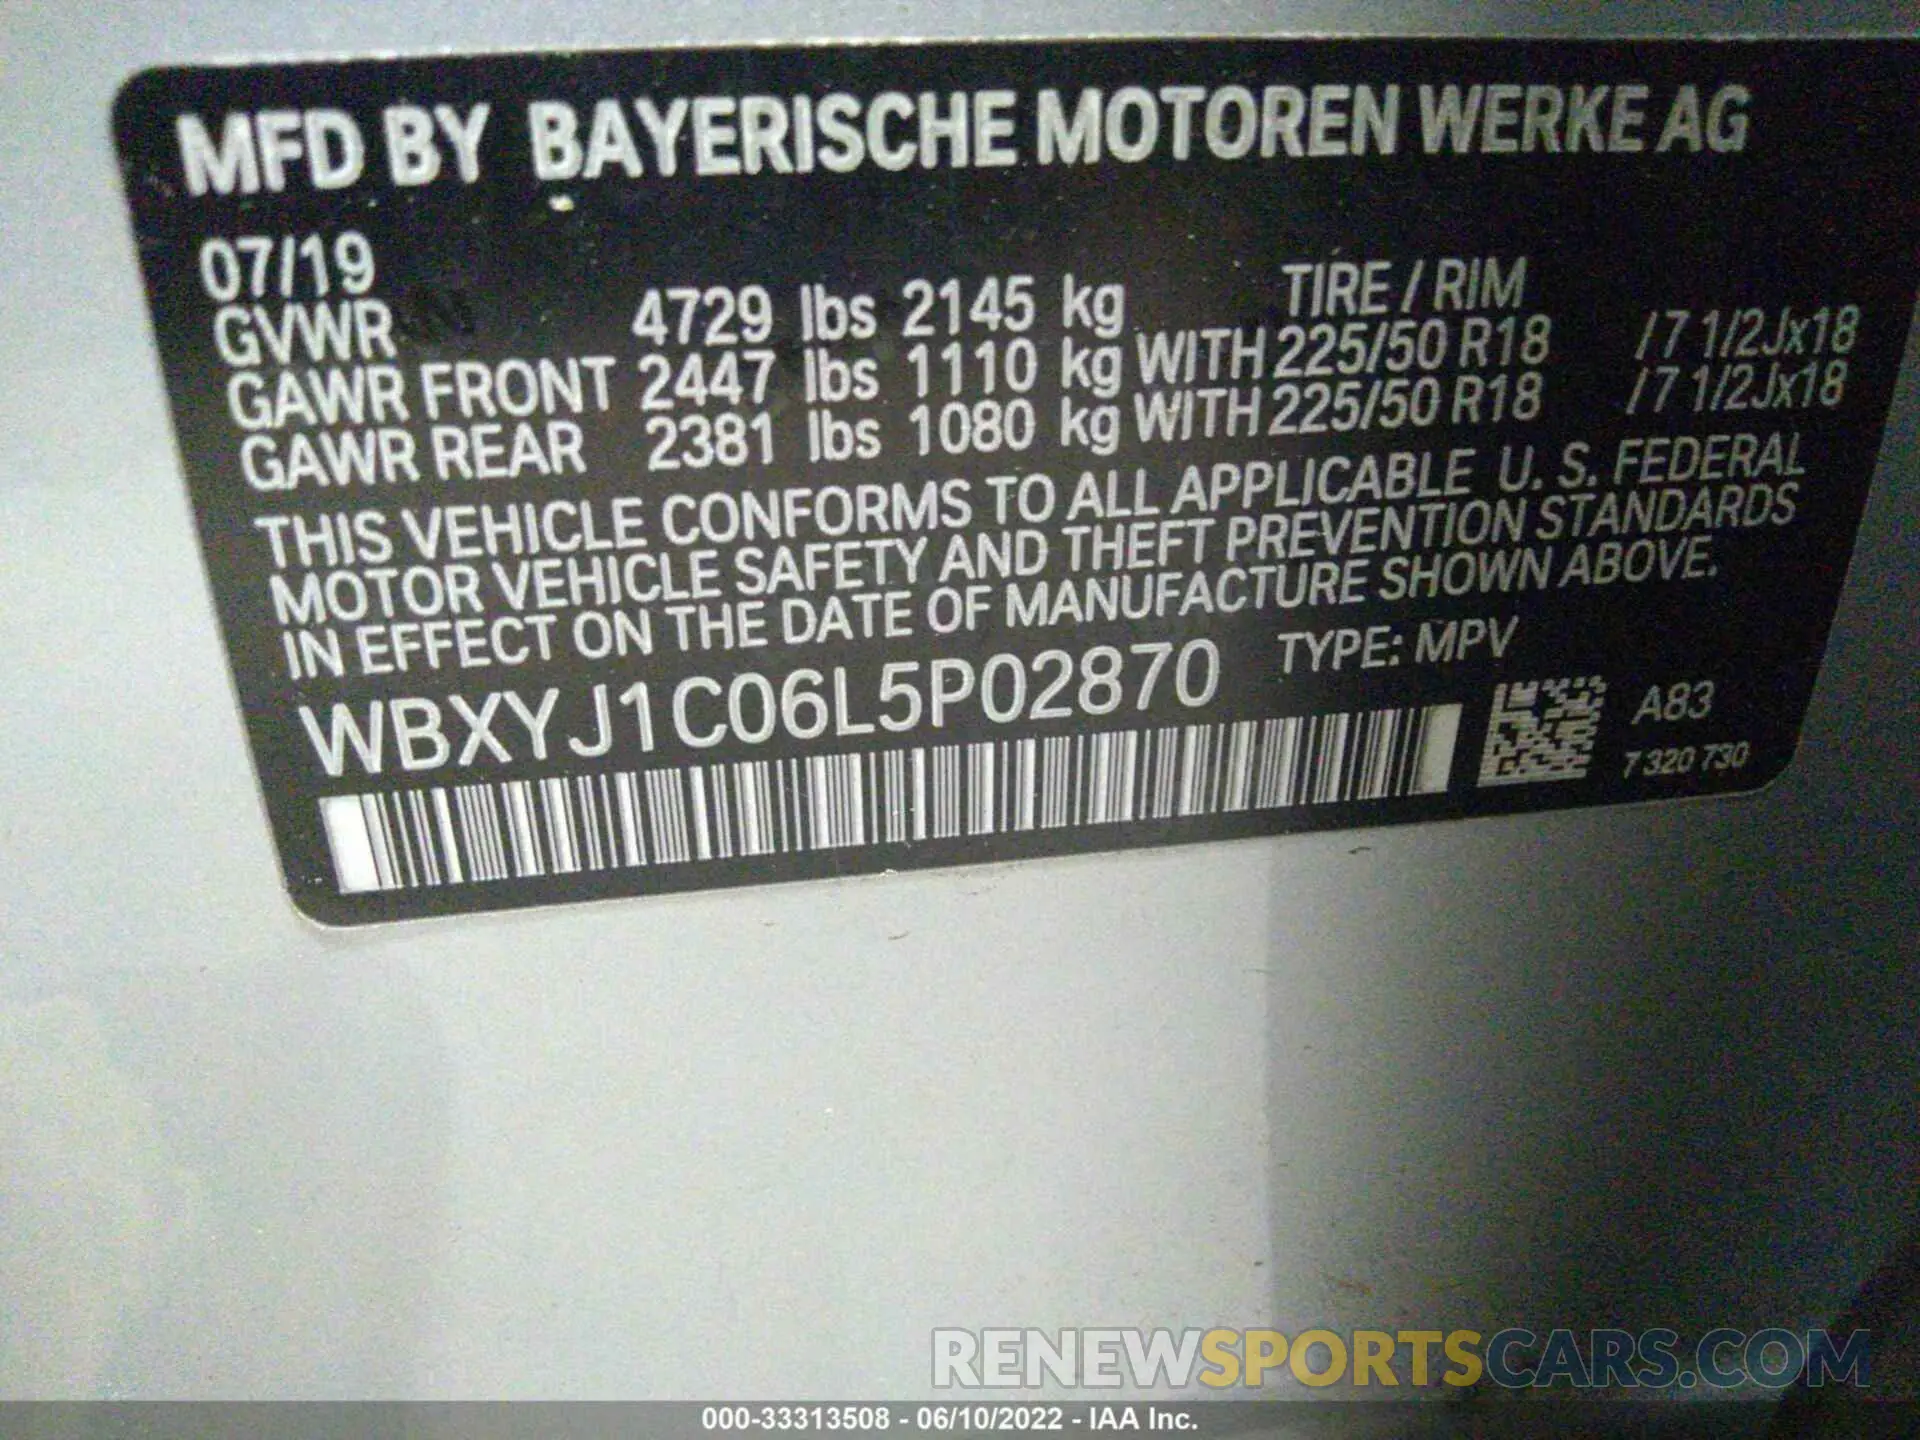 MFD BY BAYERISCHE MOTOREN WERKE AG
07/19
GVWR 4729 lbs 2145 kg TIRE / RIM
GAWR FRONT 2447 lbs 1110 kg WITH 225/50 R18 /7 1/2Jx18
GAWR REAR 2381 lbs 1080 kg WITH 225/50 R18 /7 1/2Jx18
THIS VEHICLE CONFORMS TO ALL APPLICABLE U. S. FEDERAL
MOTOR VEHICLE SAFETY AND THEFT PREVENTION STANDARDS
IN EFFECT ON THE DATE OF MANUFACTURE SHOWN ABOVE.
WBXYJ1C06L5P02870 TYPE: MPV
A83
7 320 730
RENEWSPORTSCARS.COM
000-33313508 - 06/10/2022 - IAA Inc.